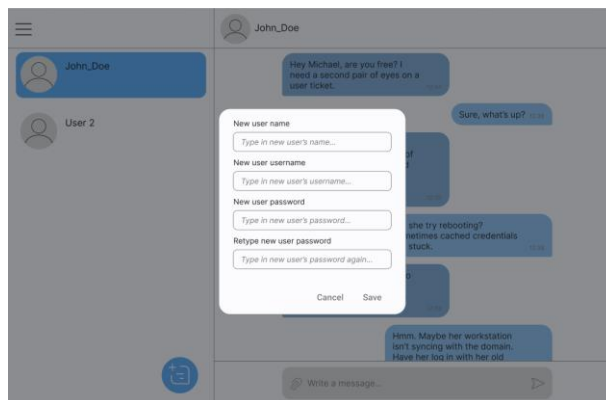 John_Doe
John_Doe
User 2
Hey Michael, are you free? I
need a second pair of eyes on a
user ticket.
Sure, what's up?
of
New user name
Type in new user's name...
New user username
Type in new user's username...
New user password
Type in new user's password...
Retype new user password
Type in new user's password again...
Cancel Save
she try rebooting?
cached credentials
stuck.
Hmm. Maybe her workstation
isn't syncing with the domain.
Have her log in with her old
Write a message...